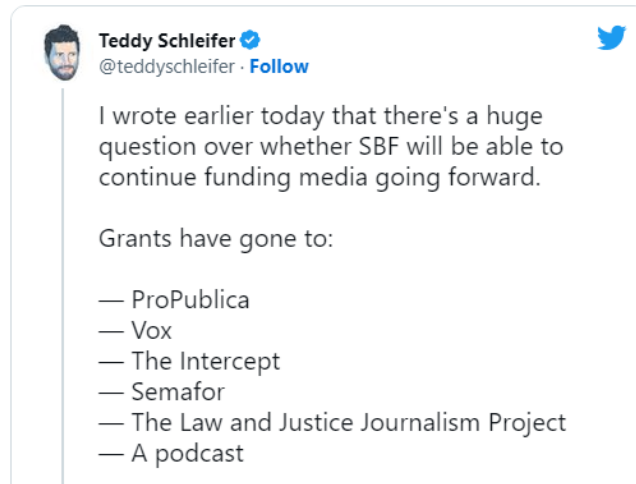 Teddy Schleifer
@teddyschleifer · Follow
I wrote earlier today that there's a huge
question over whether SBF will be able to
continue funding media going forward.
Grants have gone to:
— ProPublica
— Vox
— The Intercept
— Semafor
— The Law and Justice Journalism Project
— A podcast